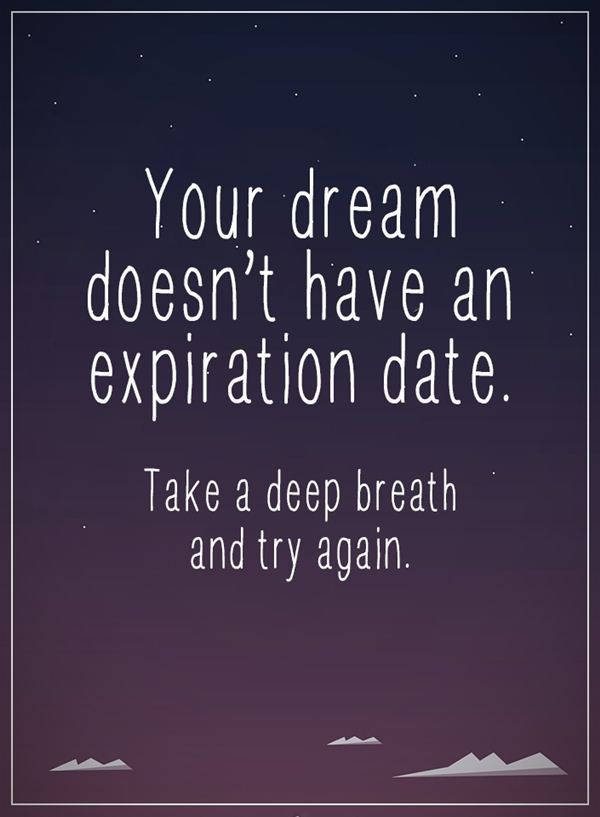 Your dream
doesn't have an
expiration date.
Take a deep breath
and try again.